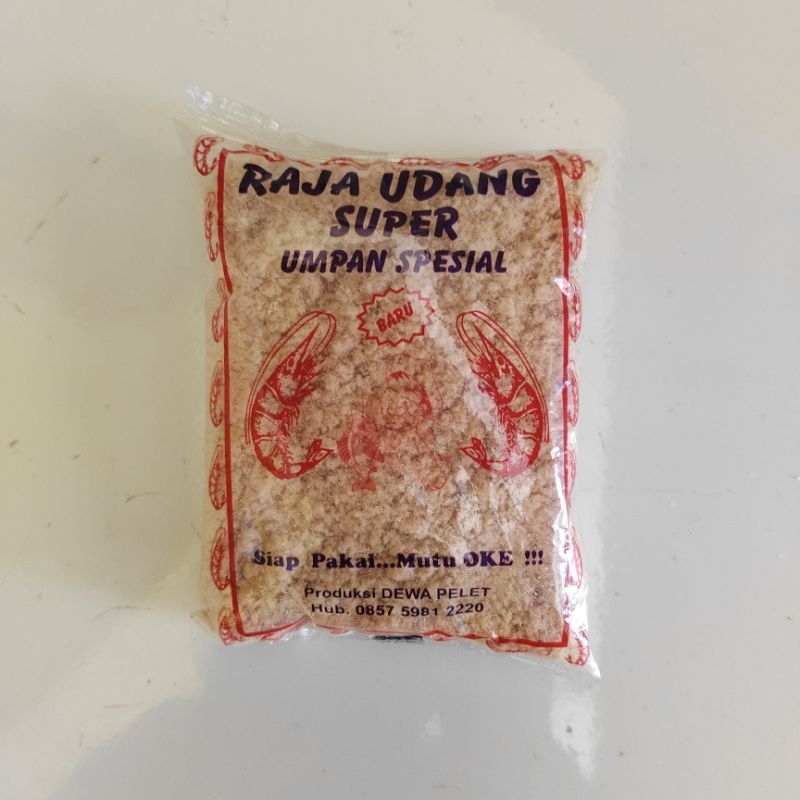 RAJA UDANG
SUPER
UMPAN SPESIAL
BARU
Siap Pakai...Mutu OKE !!!
Produksi DEWA PELET
Hub. 0857 5981 2220